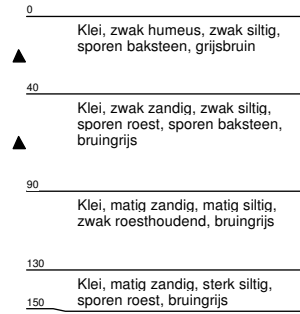 0
Klei, zwak humeus, zwak siltig,
sporen baksteen, grijsbruin
40
Klei, zwak zandig, zwak siltig,
sporen roest, sporen baksteen,
bruingrijs
90
Klei, matig zandig, matig siltig,
zwak roesthoudend, bruingrijs
130
Klei, matig zandig, sterk siltig,
sporen roest, bruingrijs
150